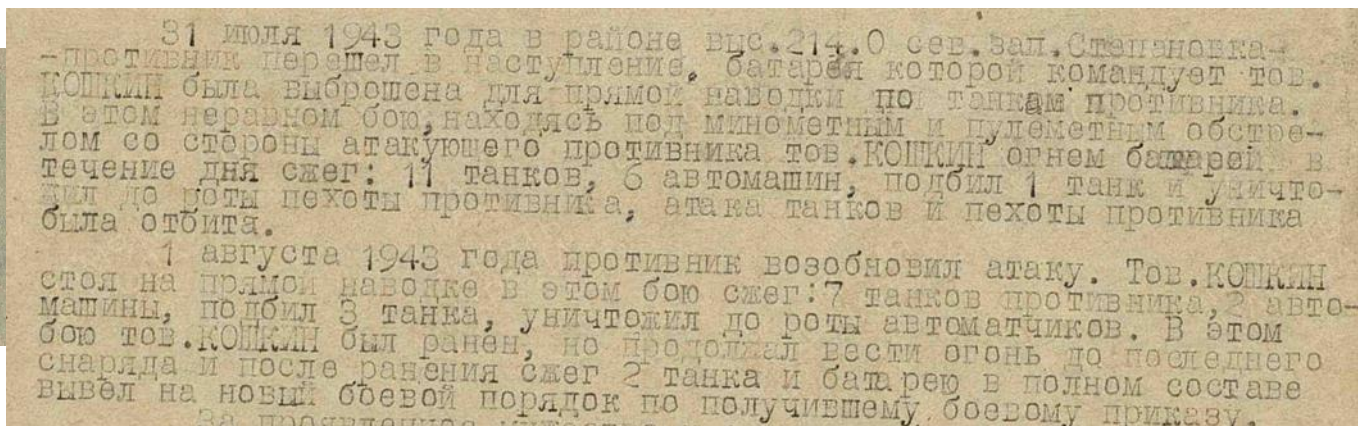 31 июля 1943 года в районе выс.214.0 сев.зап.Степановка-
-противник перешел в наступление, батарея которой командует тов.
КОШКИН была выброшена для прямой наводки по танкам противника.
В этом неравном бою,находясь под минометным и пулеметным обстре-
лом со стороны атакующего противника тов.КОШКИН огнем батарей в
течение дня сжег: 11 танков, 6 автомашин, подбил 1 танк и уничто-
жил до роты пехоты противника, атака танков и пехоты противника
была отбита.
1 августа 1943 года противник возобновил атаку. Тов.КОШКИН
стоя на прямой наводке в этом бою сжег:7 танков противника,2 авто-
машины, подбил 3 танка, уничтожил до роты автоматчиков. В этом
бою тов.КОШКИН был ранен, но продолжал вести огонь до последнего
снаряда и после ранения сжег 2 танка и батарею в полном составе
вывел на новый боевой порядок по получившему боевому приказу.
За проявленное